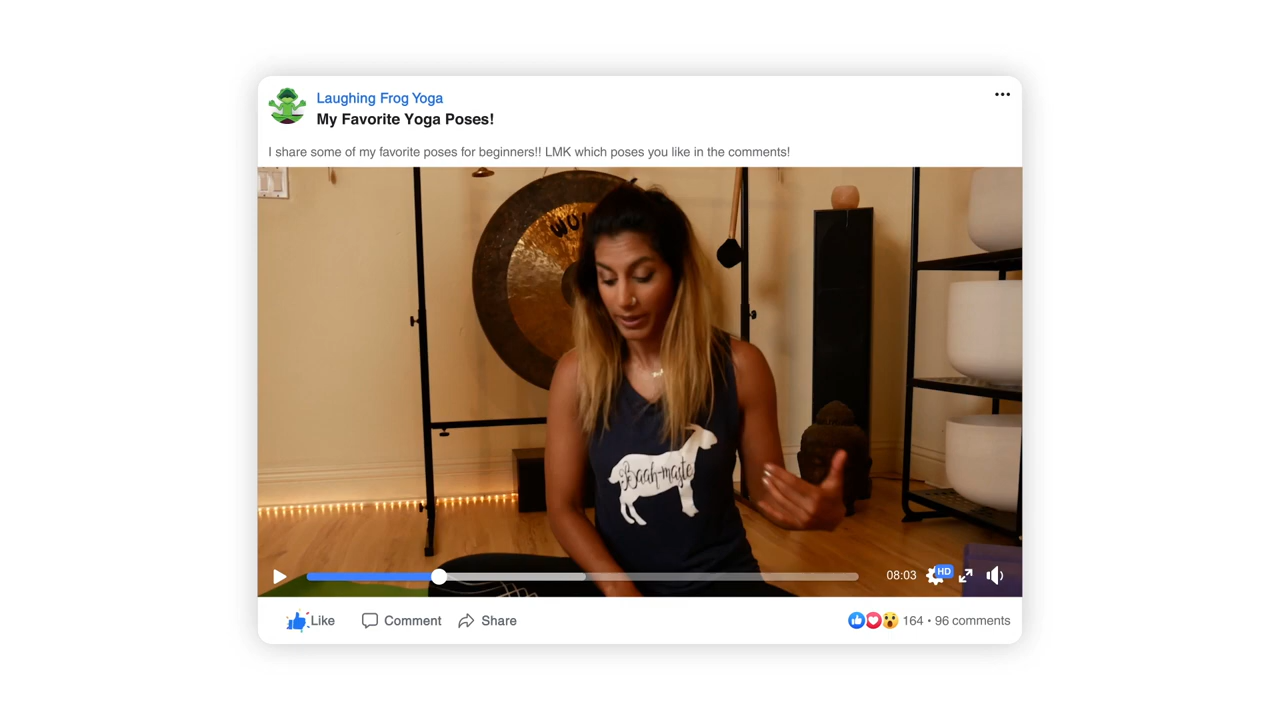 Laughing Frog Yoga
My Favorite Yoga Poses!
I share some of my favorite poses for beginners!! LMK which poses you like in the comments!
Baah-maste
08:03
HD
Like
Comment
Share
164 • 96 comments